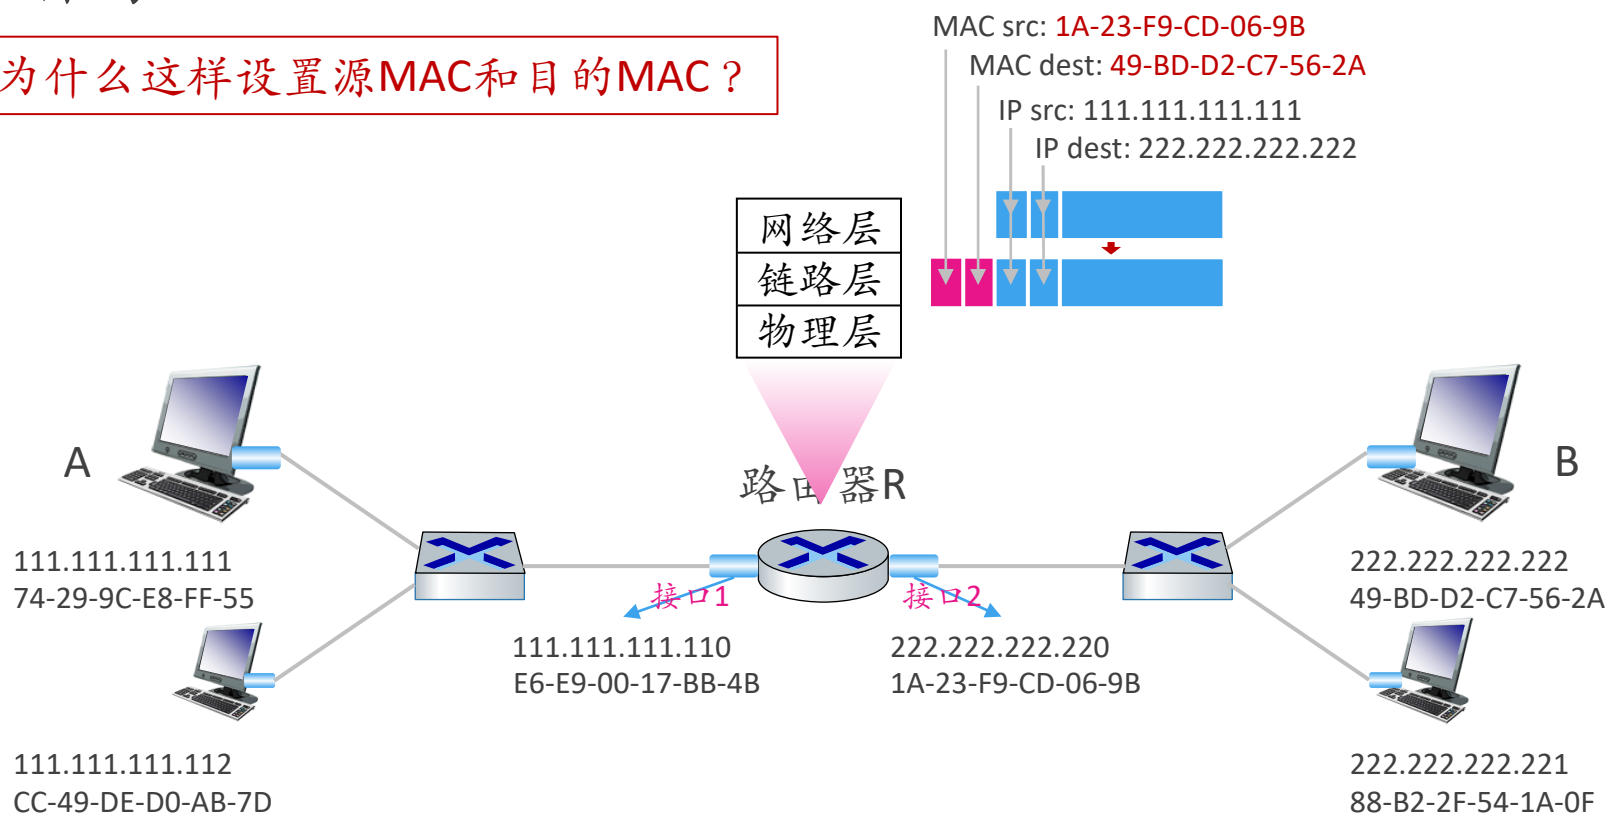 为什么这样设置源MAC和目的MAC？
MAC src: 1A-23-F9-CD-06-9B
MAC dest: 49-BD-D2-C7-56-2A
IP src: 111.111.111.111
IP dest: 222.222.222.222
网络层
链路层
物理层
A
B
路由器R
接口1
接口2
111.111.111.111
74-29-9C-E8-FF-55
111.111.111.110
E6-E9-00-17-BB-4B
222.222.222.220
1A-23-F9-CD-06-9B
222.222.222.222
49-BD-D2-C7-56-2A
111.111.111.112
CC-49-DE-D0-AB-7D
222.222.222.221
88-B2-2F-54-1A-0F